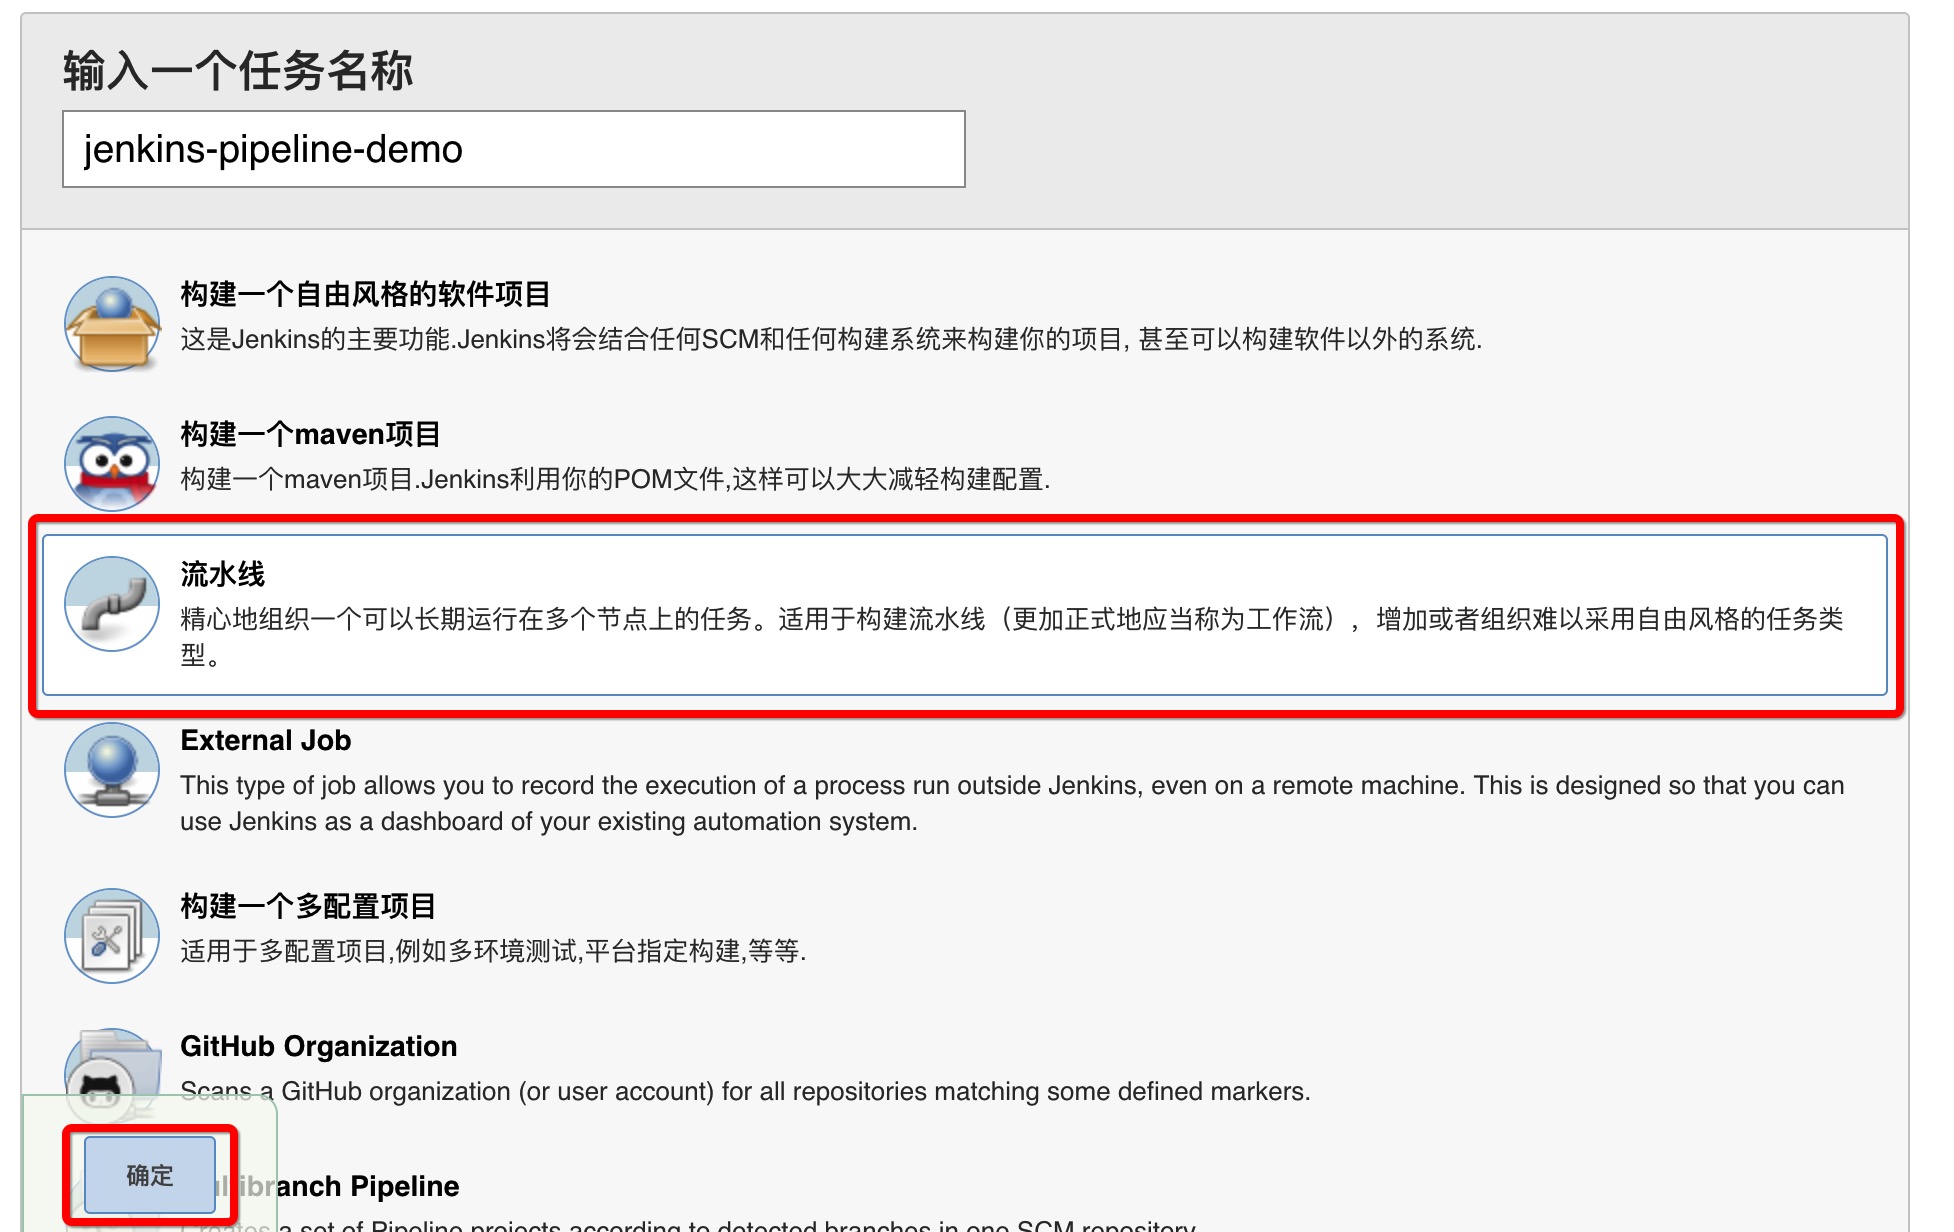 输入一个任务名称
jenkins-pipeline-demo
构建一个自由风格的软件项目
这是Jenkins的主要功能.Jenkins将会结合任何SCM和任何构建系统来构建你的项目, 甚至可以构建软件以外的系统.
构建一个maven项目
构建一个maven项目.Jenkins利用你的POM文件,这样可以大大减轻构建配置.
流水线
精心地组织一个可以长期运行在多个节点上的任务。适用于构建流水线（更加正式地应当称为工作流），增加或者组织难以采用自由风格的任务类
型。
External Job
This type of job allows you to record the execution of a process run outside Jenkins, even on a remote machine. This is designed so that you can
use Jenkins as a dashboard of your existing automation system.
构建一个多配置项目
适用于多配置项目,例如多环境测试,平台指定构建,等等.
GitHub Organization
Scans a GitHub organization (or user account) for all repositories matching some defined markers.
确定
ultibranch Pipeline
Creates a set of Pipeline projects according to detected branches in one SCM repository.